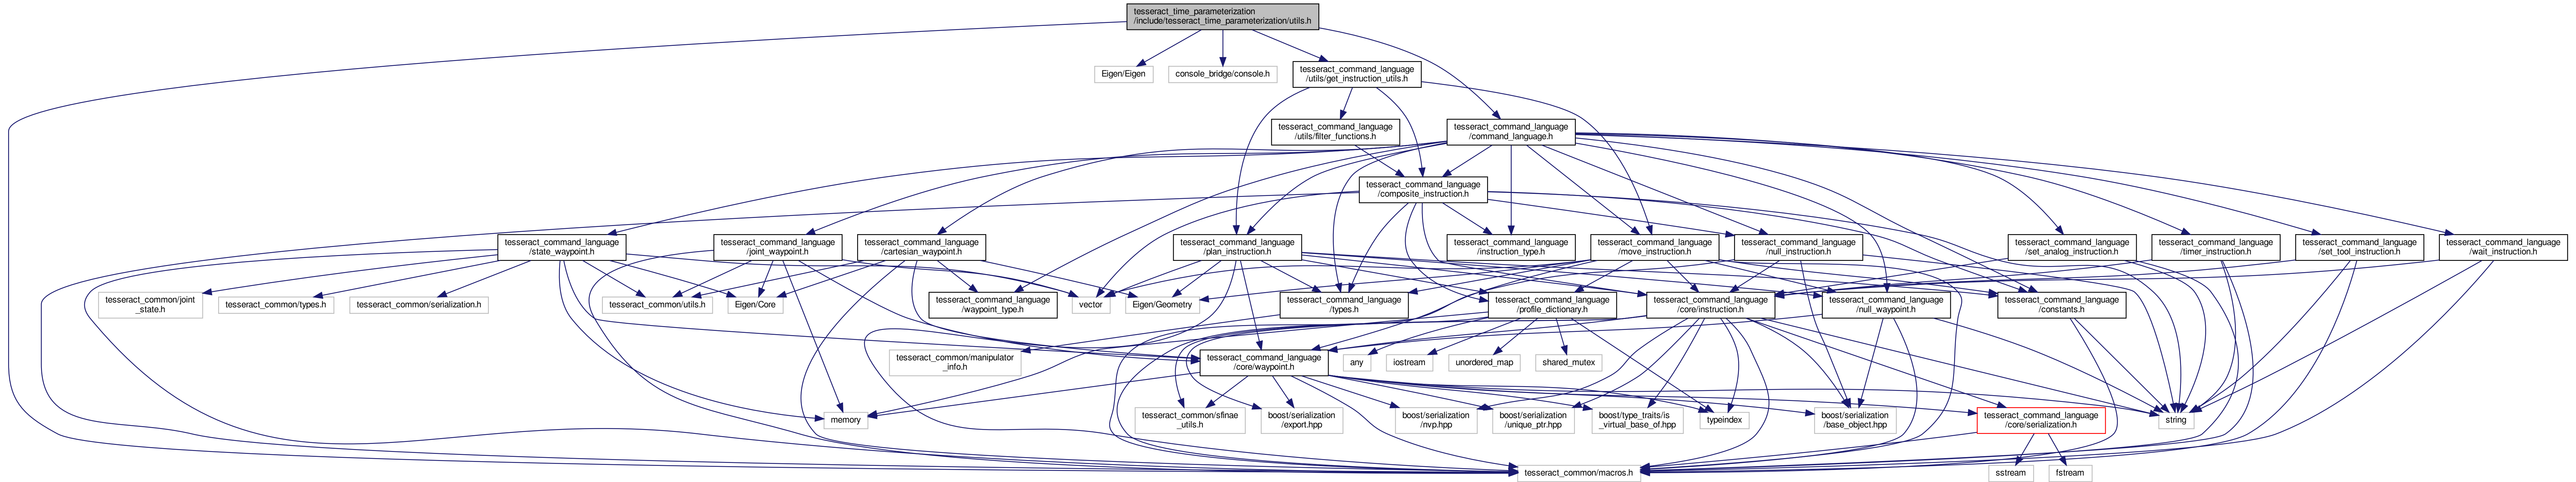 tesseract_time_parameterization
/include/tesseract_time_parameterization/utils.h
Eigen/Eigen
console_bridge/console.h
tesseract_command_language
/utils/get_instruction_utils.h
tesseract_command_language
/utils/filter_functions.h
tesseract_command_language
/command_language.h
tesseract_command_language
/composite_instruction.h
tesseract_command_language
/state_waypoint.h
tesseract_command_language
/joint_waypoint.h
tesseract_command_language
/cartesian_waypoint.h
tesseract_command_language
/plan_instruction.h
tesseract_command_language
/instruction_type.h
tesseract_command_language
/move_instruction.h
tesseract_command_language
/null_instruction.h
tesseract_command_language
/set_analog_instruction.h
tesseract_command_language
/timer_instruction.h
tesseract_command_language
/set_tool_instruction.h
tesseract_command_language
/wait_instruction.h
tesseract_common/joint
_state.h
tesseract_common/types.h
tesseract_common/serialization.h
tesseract_common/utils.h
Eigen/Core
tesseract_command_language
/waypoint_type.h
vector
Eigen/Geometry
tesseract_command_language
/types.h
tesseract_command_language
/profile_dictionary.h
tesseract_command_language
/core/instruction.h
tesseract_command_language
/null_waypoint.h
tesseract_command_language
/constants.h
tesseract_common/manipulator
_info.h
tesseract_command_language
/core/waypoint.h
any
iostream
unordered_map
shared_mutex
memory
tesseract_common/sfinae
_utils.h
boost/serialization
/export.hpp
boost/serialization
/nvp.hpp
boost/serialization
/unique_ptr.hpp
boost/type_traits/is
_virtual_base_of.hpp
typeindex
boost/serialization
/base_object.hpp
tesseract_command_language
/core/serialization.h
string
tesseract_common/macros.h
sstream
fstream